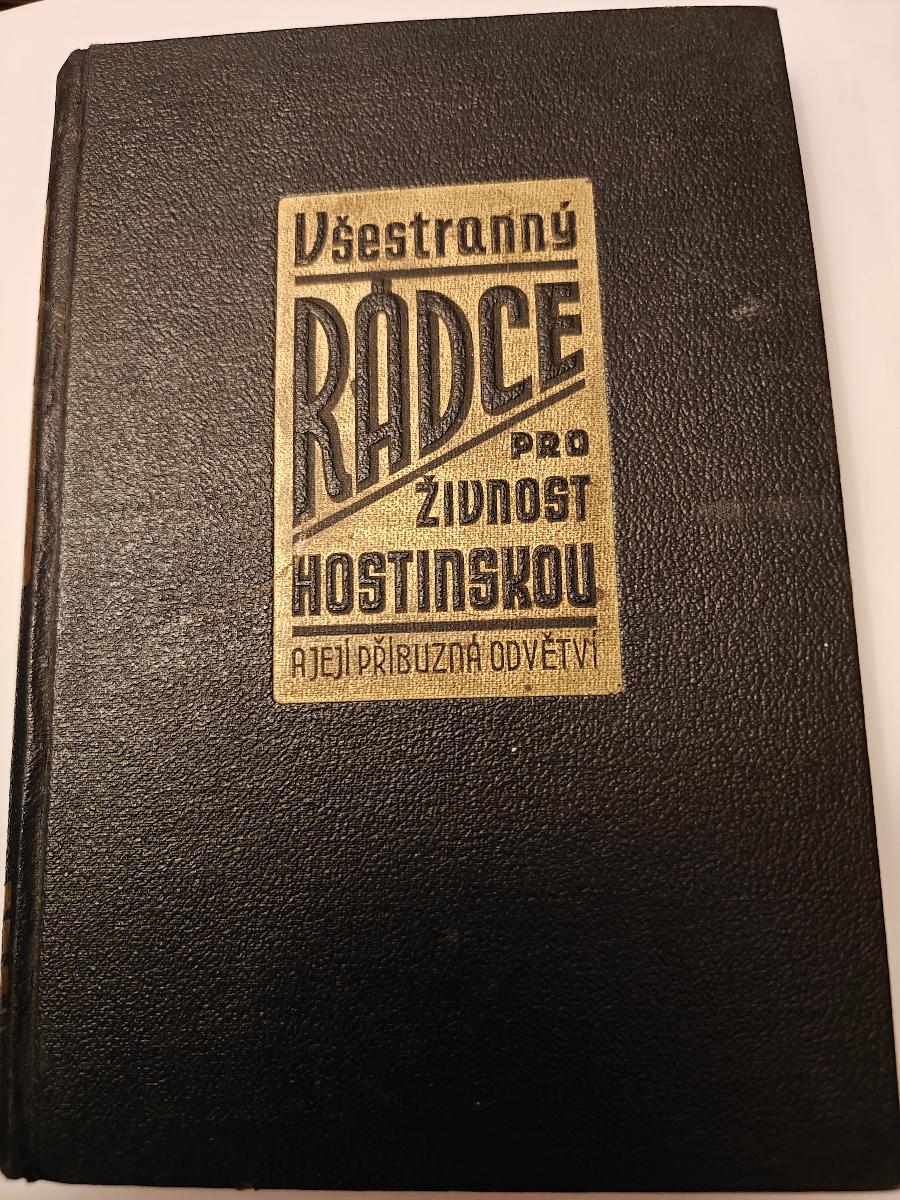 Všestranný
RÁDCE
PRO
ŽIVNOST
HOSTINSKOU
A JEJÍ PŘÍBUZNÁ ODVĚTVÍ